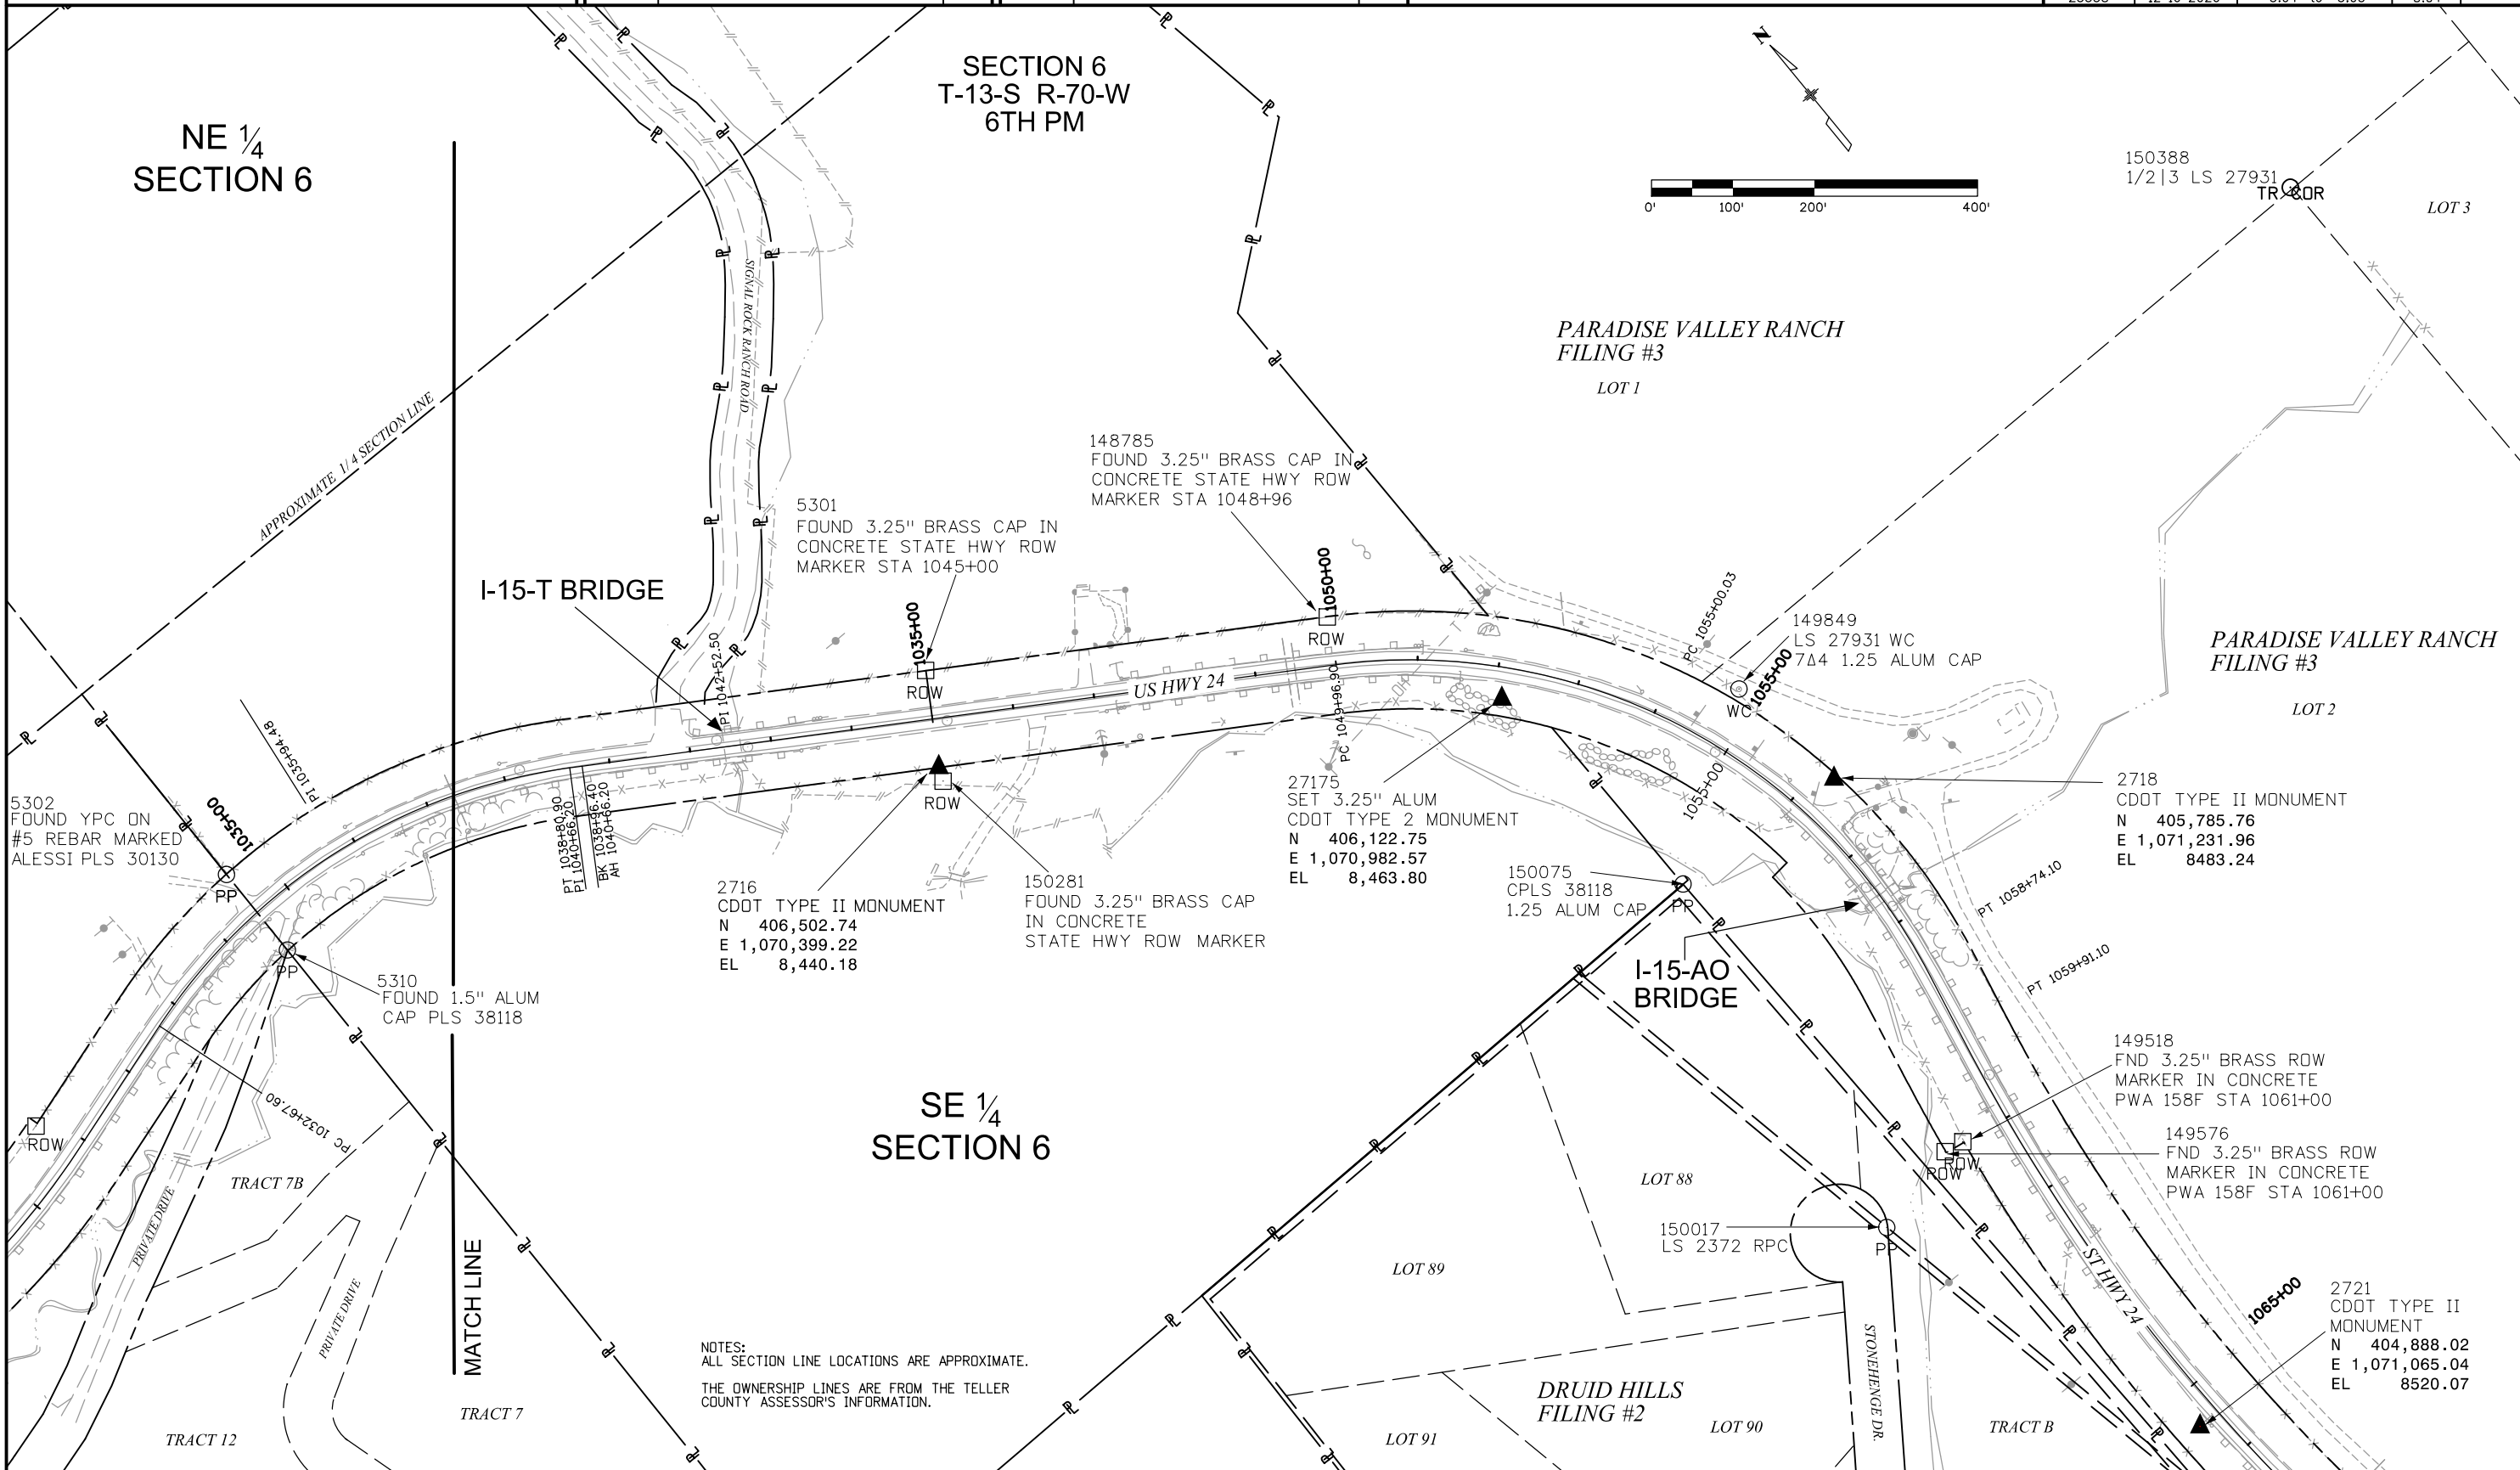 SECTION 6
T-13-S R-70-W
6TH PM
N
NE 1/4
SECTION 6
0'
100'
200'
400'
150388
1/2|3 LS 27931
TR COR
LOT 3
PARADISE VALLEY RANCH
FILING #3
LOT 1
SIGNAL ROCK RANCH ROAD
APPROXIMATE 1/4 SECTION LINE
148785
FOUND 3.25" BRASS CAP IN
CONCRETE STATE HWY ROW
MARKER STA 1048+96
5301
FOUND 3.25" BRASS CAP IN
CONCRETE STATE HWY ROW
MARKER STA 1045+00
I-15-T BRIDGE
1035+00
ROW
1050+00
ROW
PC 1055+00.03
149849
LS 27931 WC
7Δ4 1.25 ALUM CAP
WC
1055+00
PARADISE VALLEY RANCH
FILING #3
LOT 2
PI 1042+52.50
US HWY 24
PC 1049+96.90
PI 1035+94.48
5302
FOUND YPC ON
#5 REBAR MARKED
ALESSI PLS 30130
1035+00
PP
PT 1038+80.90
PI 1040+66.20
BK 1038+96.40
AH 1040+66.20
ROW
2716
CDOT TYPE II MONUMENT
N 406,502.74
E 1,070,399.22
EL 8,440.18
150281
FOUND 3.25" BRASS CAP
IN CONCRETE
STATE HWY ROW MARKER
27175
SET 3.25" ALUM
CDOT TYPE 2 MONUMENT
N 406,122.75
E 1,070,982.57
EL 8,463.80
1055+00
2718
CDOT TYPE II MONUMENT
N 405,785.76
E 1,071,231.96
EL 8483.24
150075
CPLS 38118
1.25 ALUM CAP
PP
PT 1058+74.10
PT 1059+91.10
I-15-AO
BRIDGE
PP
5310
FOUND 1.5" ALUM
CAP PLS 38118
PC 1032+67.60
ROW
149518
FND 3.25" BRASS ROW
MARKER IN CONCRETE
PWA 158F STA 1061+00
149576
FND 3.25" BRASS ROW
MARKER IN CONCRETE
PWA 158F STA 1061+00
ROW
ROW
SE 1/4
SECTION 6
TRACT 7B
PRIVATE DRIVE
PRIVATE DRIVE
LOT 88
150017
LS 2372 RPC
PP
LOT 89
ST HWY 24
1065+00
2721
CDOT TYPE II
MONUMENT
N 404,888.02
E 1,071,065.04
EL 8520.07
MATCH LINE
NOTES:
ALL SECTION LINE LOCATIONS ARE APPROXIMATE.
THE OWNERSHIP LINES ARE FROM THE TELLER
COUNTY ASSESSOR'S INFORMATION.
STONEHENGE DR.
DRUID HILLS
FILING #2
TRACT 7
TRACT 12
LOT 91
LOT 90
TRACT B